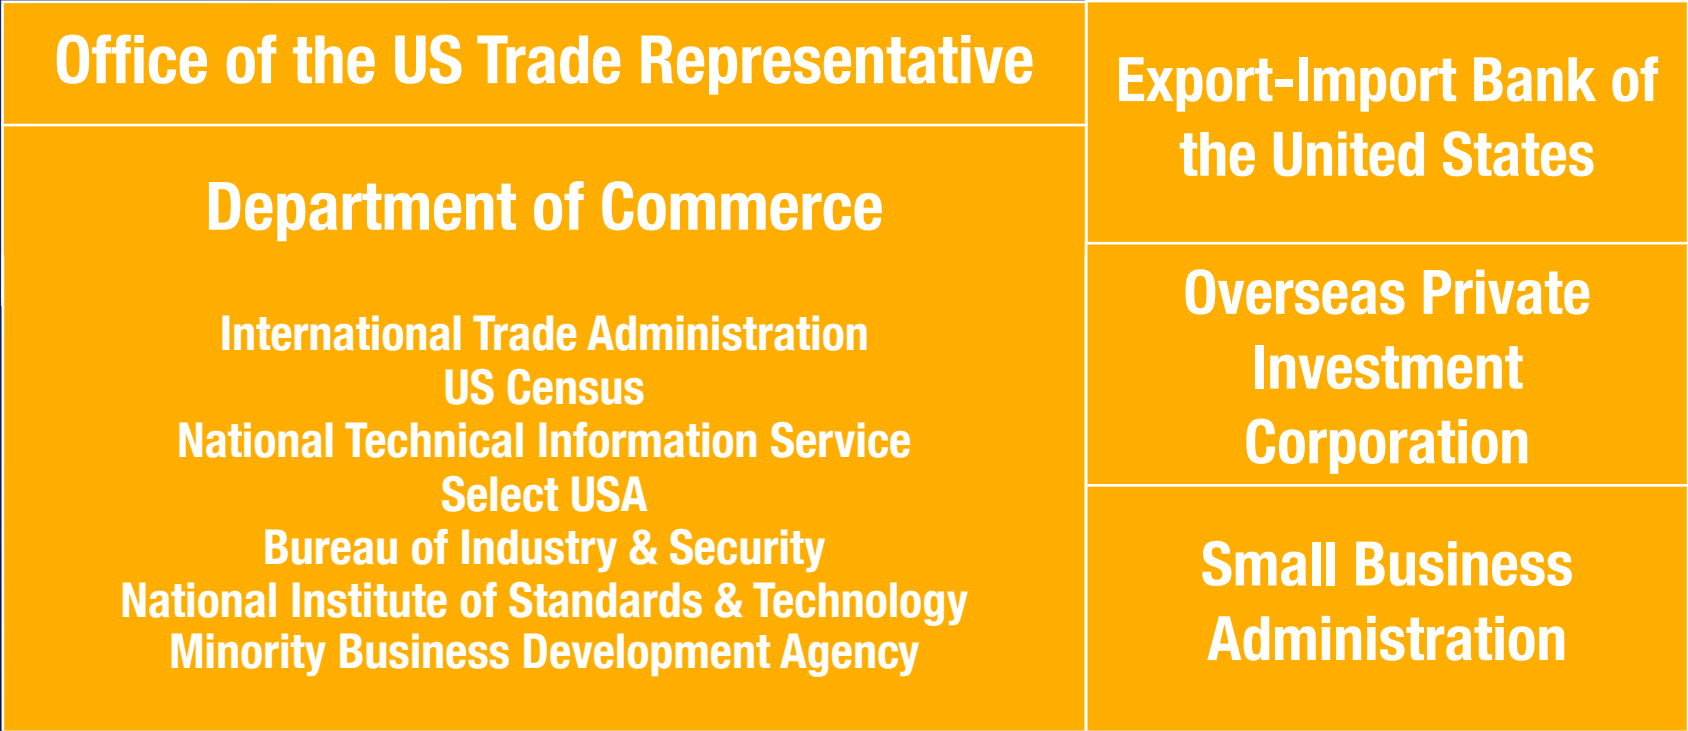 Office of the US Trade Representative
Department of Commerce
International Trade Administration
US Census
National Technical Information Service
Select USA
Bureau of Industry & Security
National Institute of Standards & Technology
Minority Business Development Agency
Export-Import Bank of
the United States
Overseas Private
Investment
Corporation
Small Business
Administration